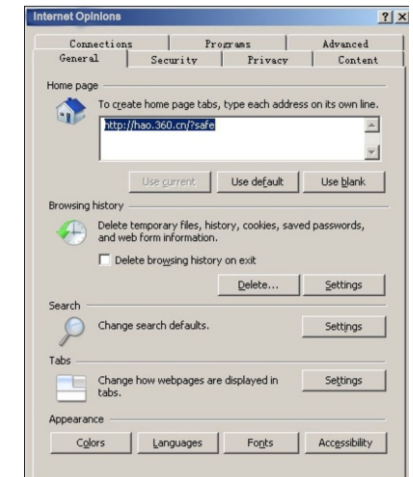 Internet Opinions
Connections Programs Advanced
General Security Privacy Content
Home page
To create home page tabs, type each address on its own line.
http://hao.360.cn/?safe
Use current Use default Use blank
Browsing history
Delete temporary files, history, cookies, saved passwords,
and web form information.
Delete browsing history on exit
Delete... Settings
Search
Change search defaults. Settings
Tabs
Change how webpages are displayed in
tabs.
Settings
Appearance
Colors Languages Fonts Accessibility